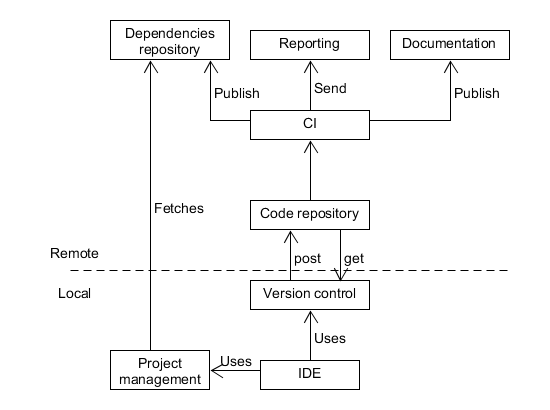 Dependencies
repository
Reporting
Documentation
Publish
Send
Publish
CI
Fetches
Code repository
Remote
post
get
Local
Version control
Uses
Project
management
Uses
IDE